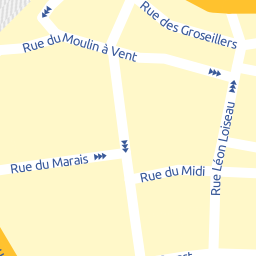 Rue des Groseillers
Rue du Moulin à Vent
Rue Léon Loiseau
Rue du Marais
Rue du Midi